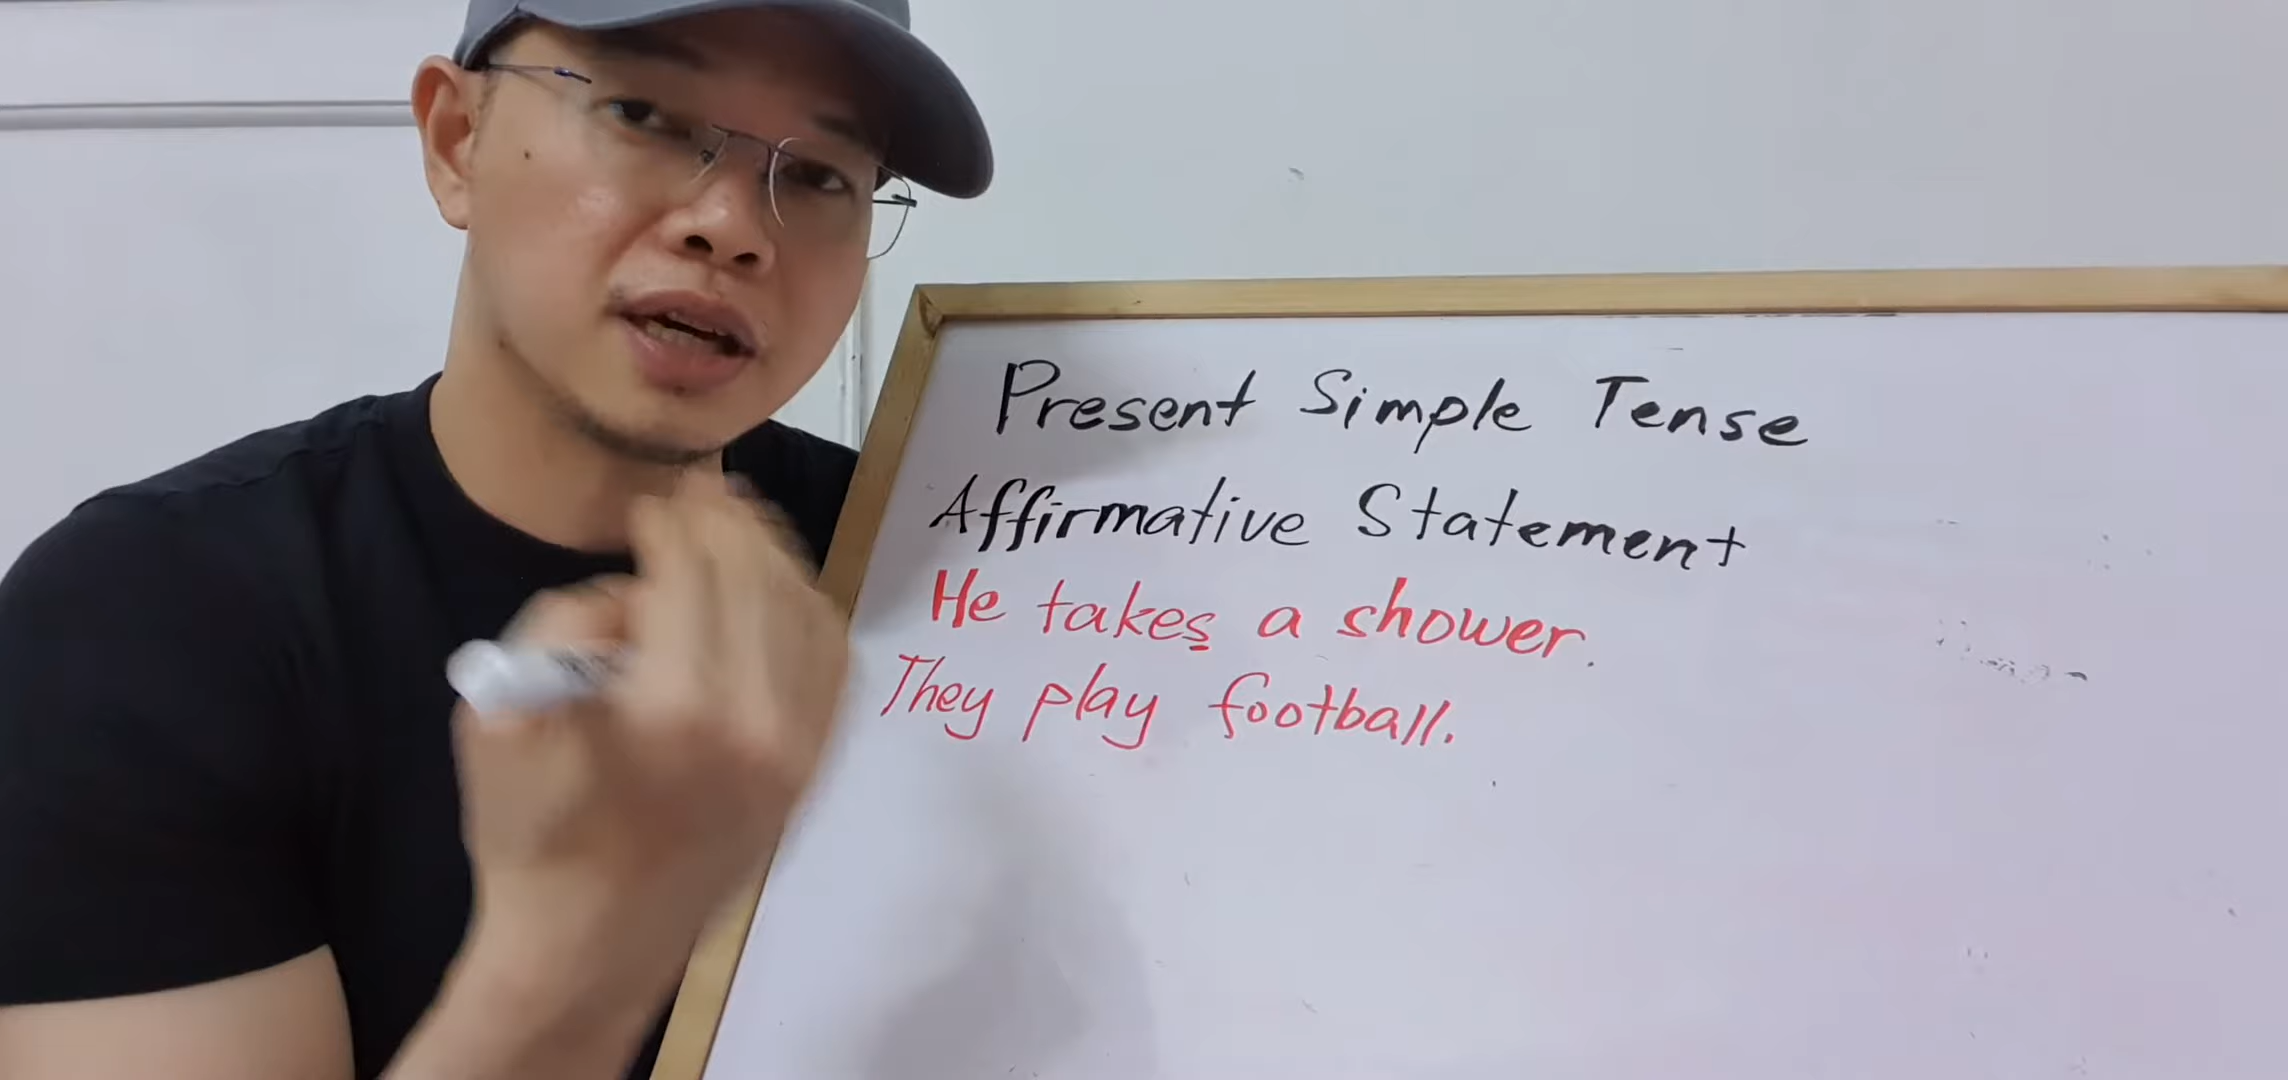 Present Simple Tense
Affirmative Statement
He takes a shower.
They play football.